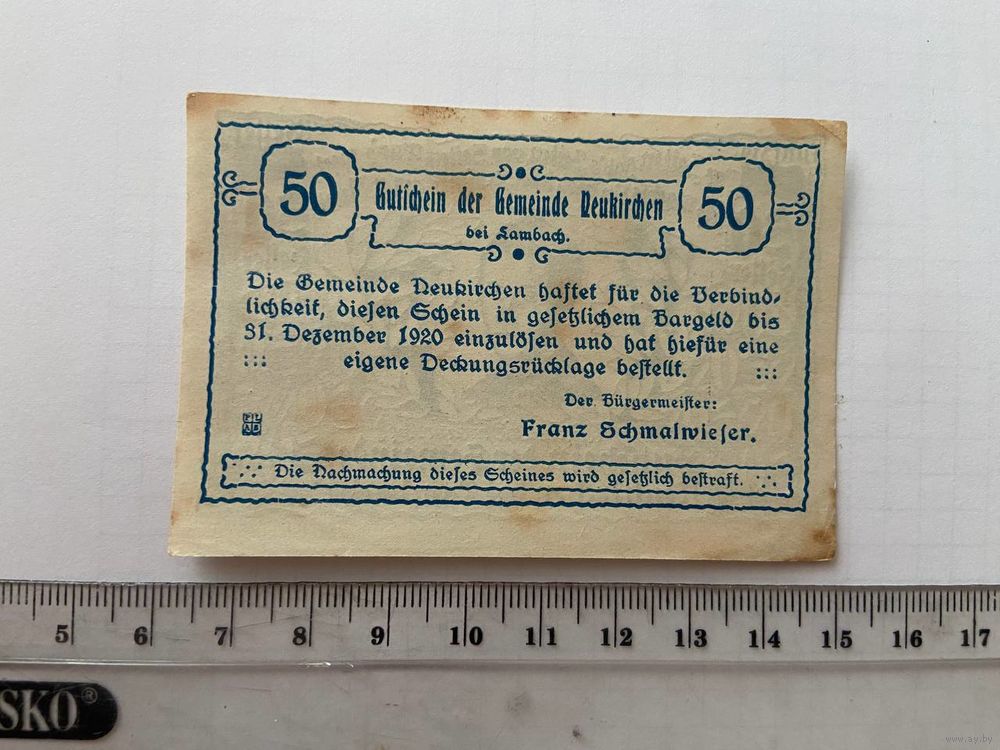 50
Gutschein der Gemeinde Neukirchen
50
bei Lambach.
Die Gemeinde Neukirchen haftet für die Verbind-
lichkeit, diesen Schein in gesetzlichem Bargeld bis
31. Dezember 1920 einzulösen und hat hiefür eine
eigene Deckungsrücklage bestellt.
Der Bürgermeister:
Franz Schmalwieser.
Die Nachmachung dieses Scheines wird gesetzlich bestraft.
5 6 7 8 9 10 11 12 13 14 15 16 17
SKO®
www.ay.by